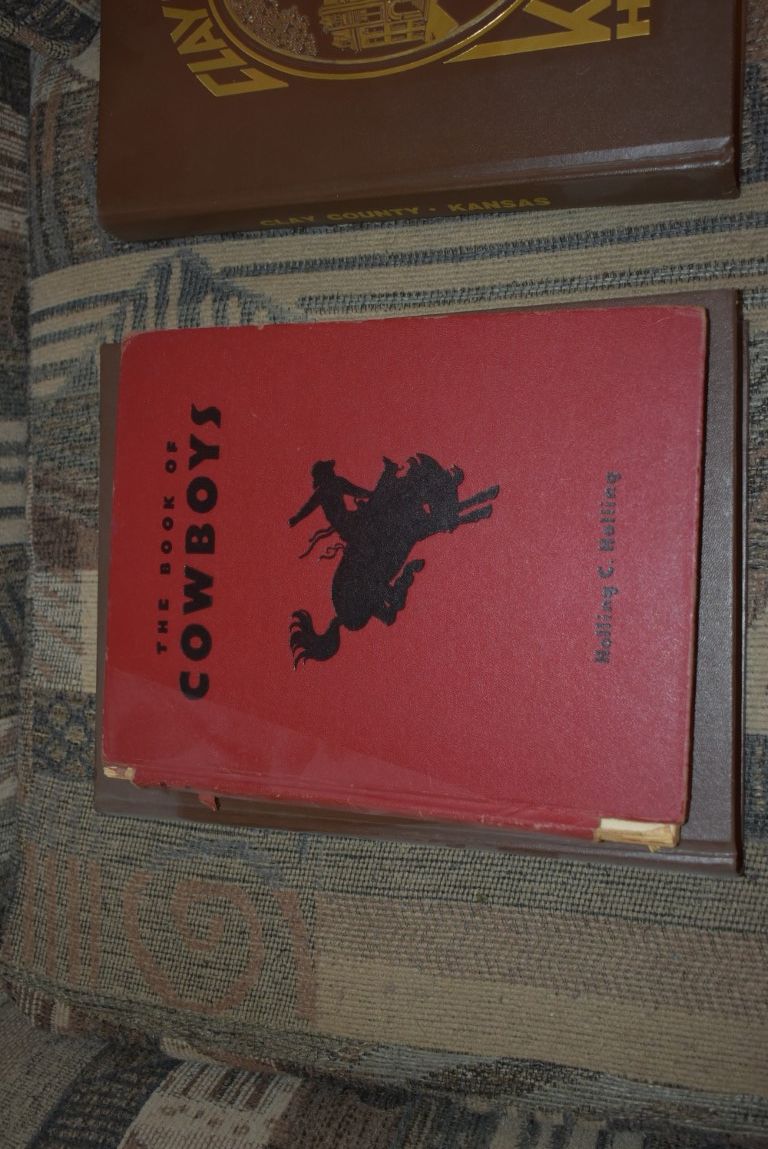 CLAY
K
H
CLAY COUNTY • KANSAS
THE BOOK OF
COWBOYS
Holling C. Holling